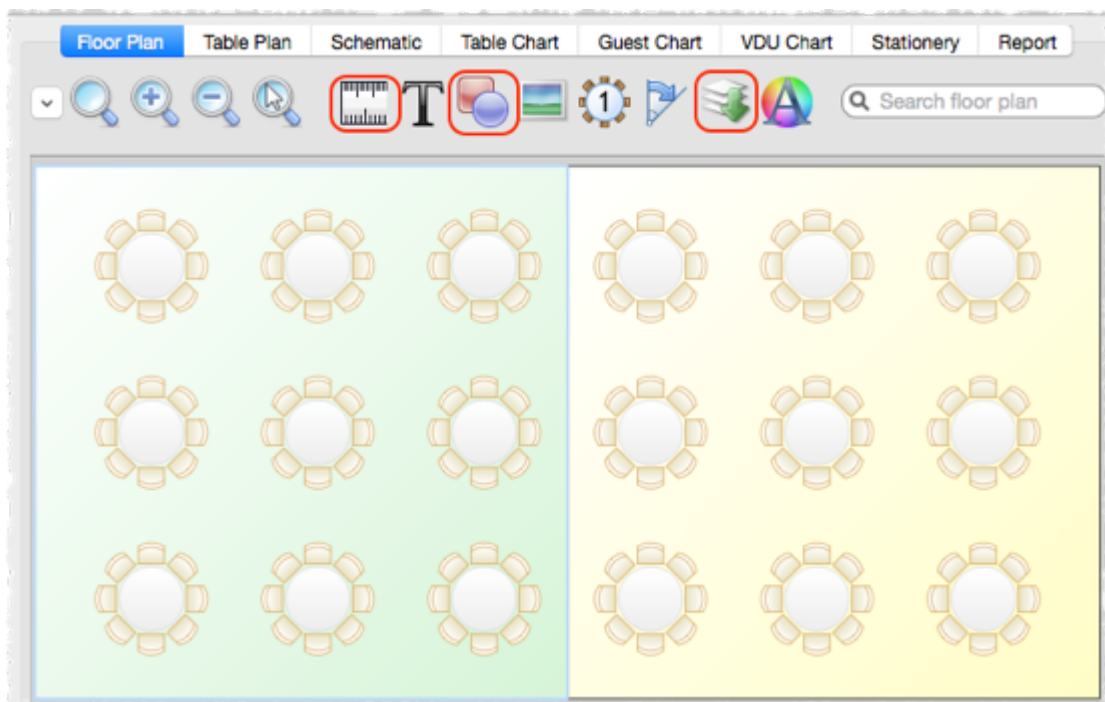 Floor Plan Table Plan Schematic Table Chart Guest Chart VDU Chart Stationery Report
T 1 A Search floor plan